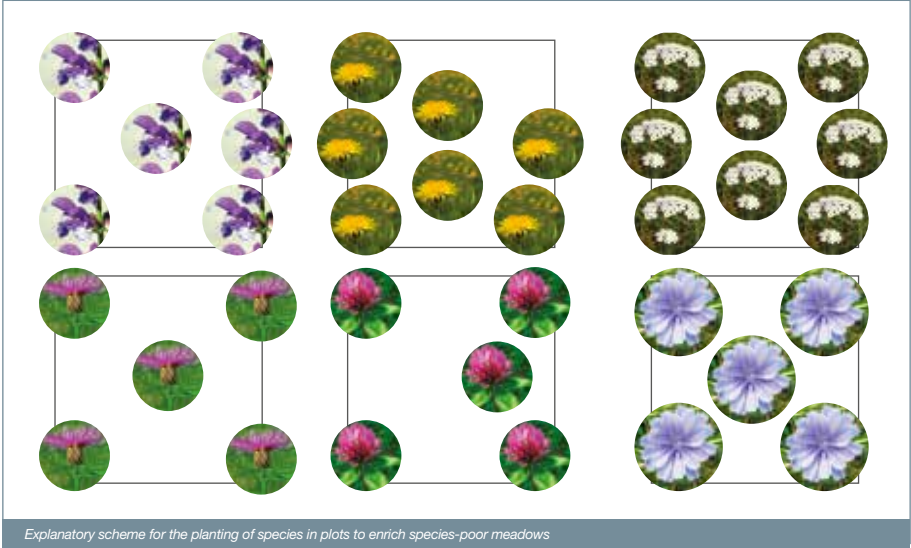 Explanatory scheme for the planting of species in plots to enrich species-poor meadows